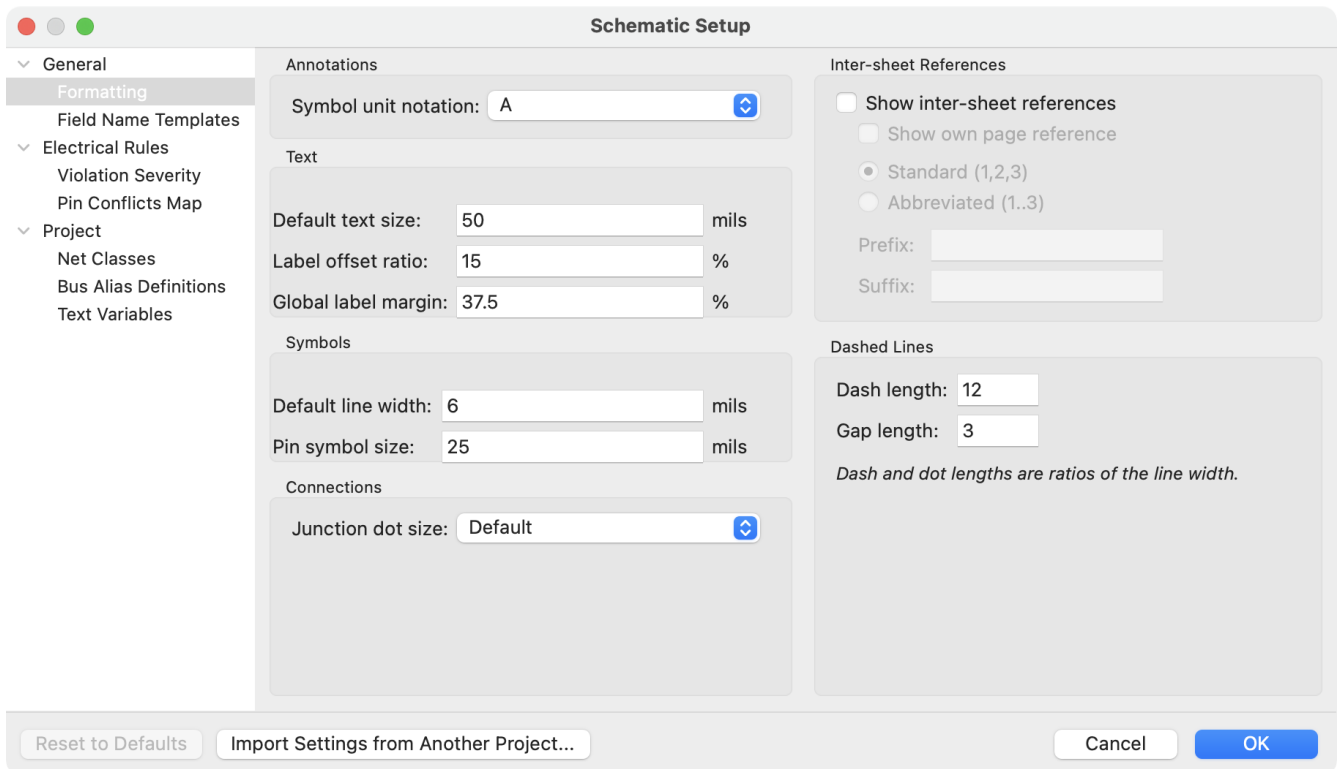 Schematic Setup
General
Formatting
Field Name Templates
Electrical Rules
Violation Severity
Pin Conflicts Map
Project
Net Classes
Bus Alias Definitions
Text Variables
Annotations
Symbol unit notation: A
Text
Default text size: 50 mils
Label offset ratio: 15 %
Global label margin: 37.5 %
Symbols
Default line width: 6 mils
Pin symbol size: 25 mils
Connections
Junction dot size: Default
Inter-sheet References
Show inter-sheet references
Show own page reference
Standard (1,2,3)
Abbreviated (1..3)
Prefix:
Suffix:
Dashed Lines
Dash length: 12
Gap length: 3
Dash and dot lengths are ratios of the line width.
Reset to Defaults
Import Settings from Another Project...
Cancel
OK